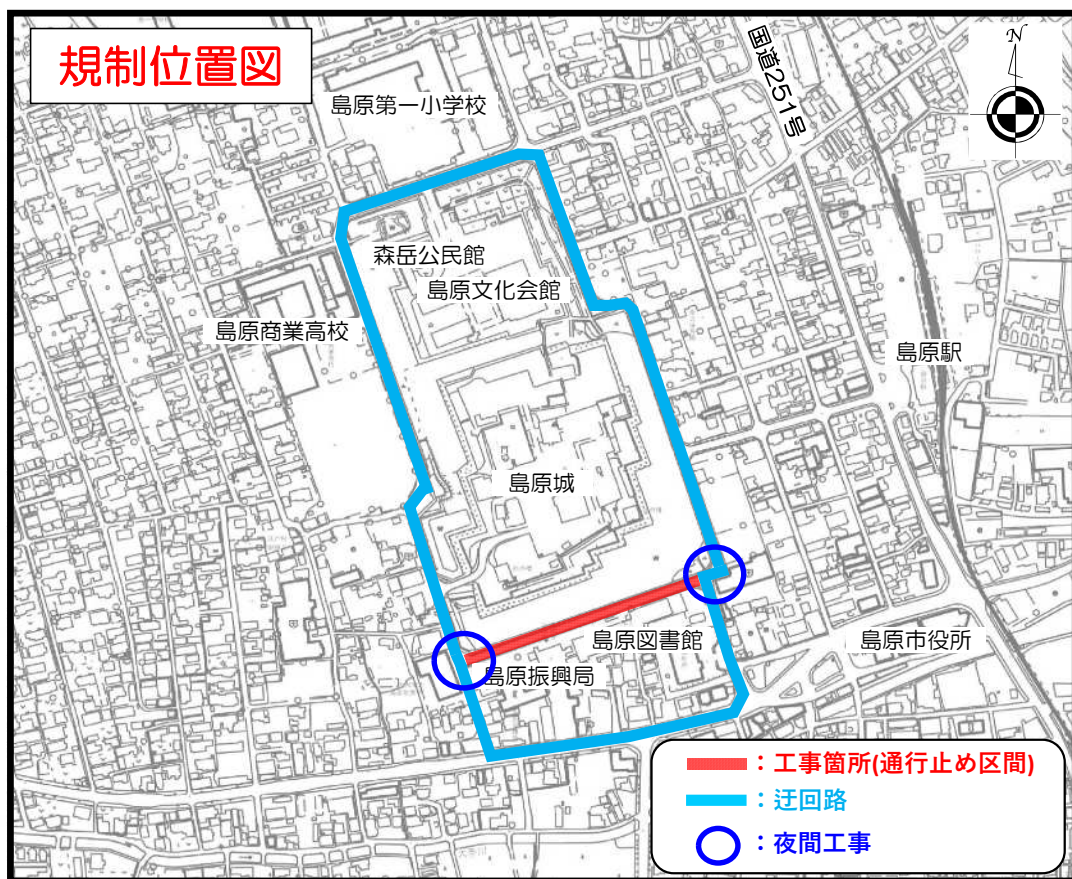 規制位置図
国道251号
N
島原第一小学校
森岳公民館
島原文化会館
島原商業高校
島原駅
島原城
島原図書館
島原市役所
島原振興局
：工事箇所(通行止め区間)
：迂回路
：夜間工事